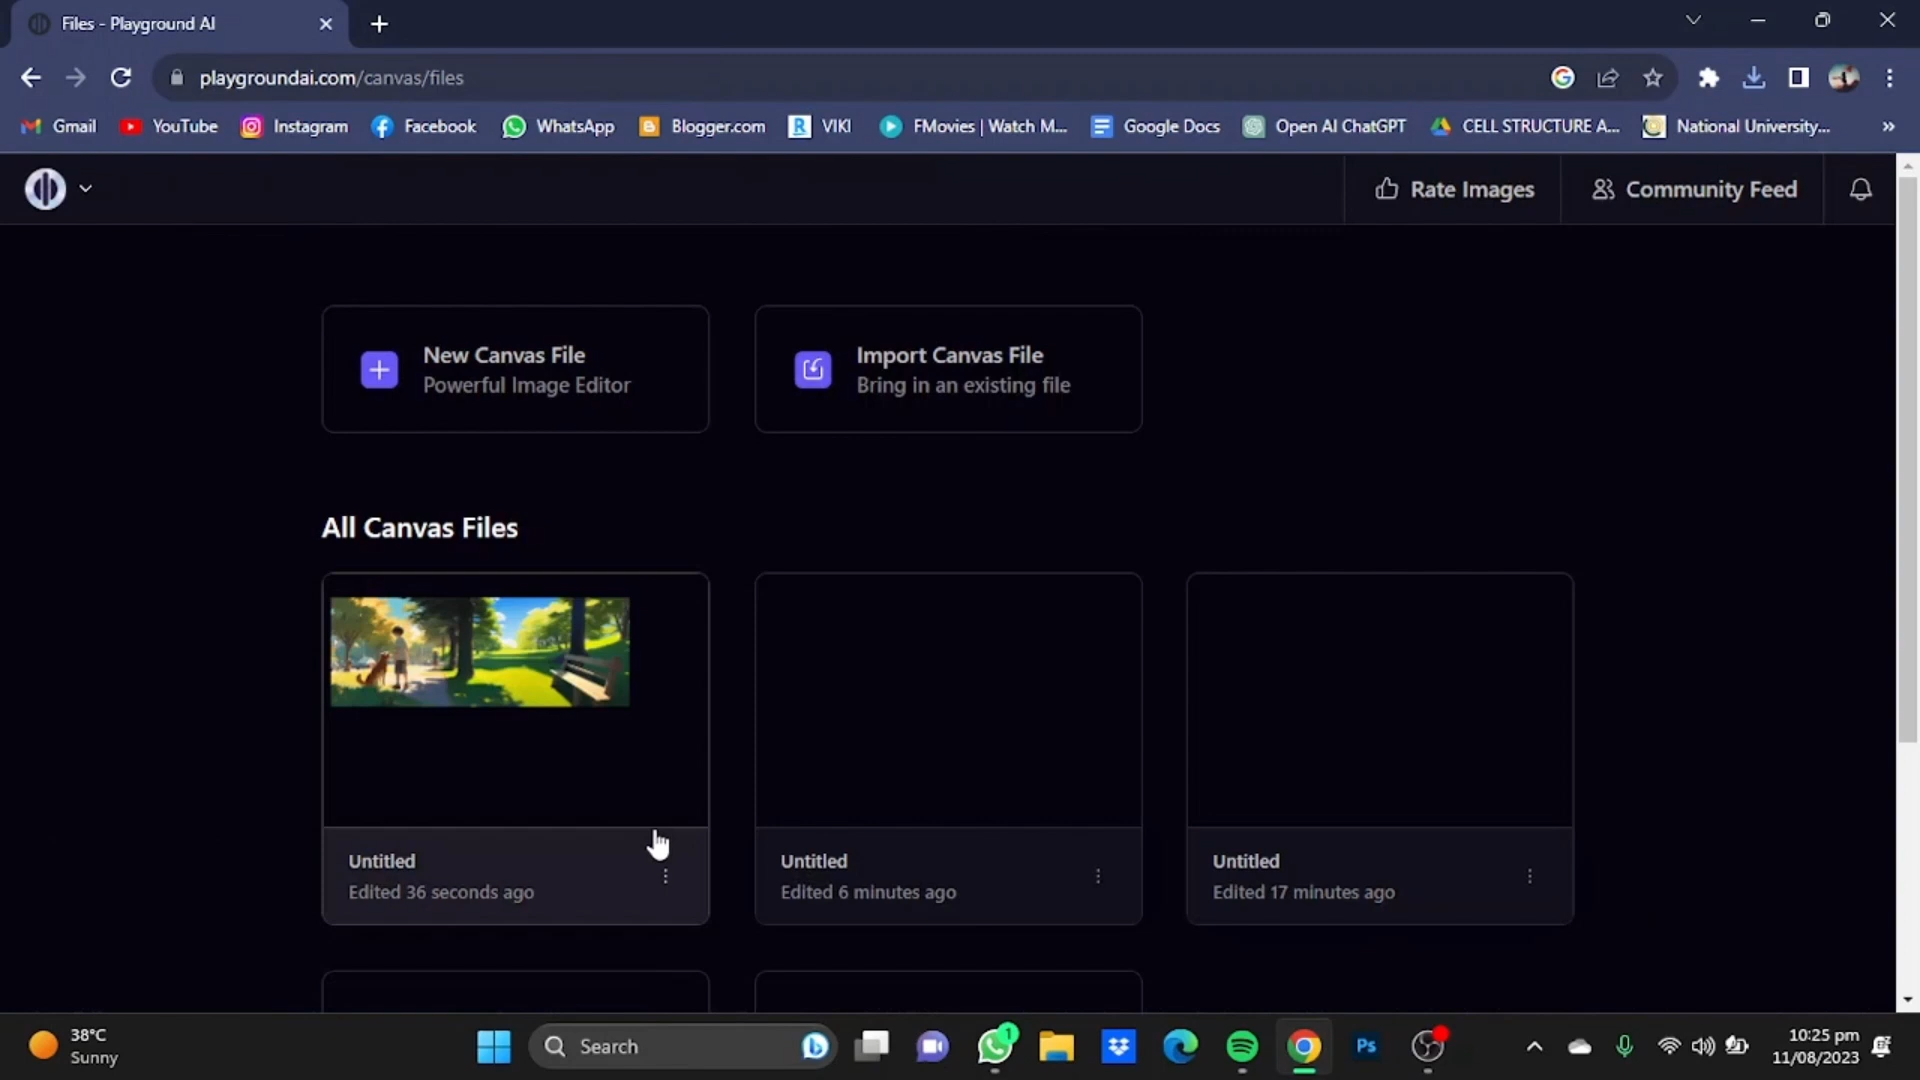 Files - Playground AI
playgroundai.com/canvas/files
Gmail YouTube Instagram Facebook WhatsApp Blogger.com VIKI FMovies | Watch M... Google Docs Open AI ChatGPT CELL STRUCTURE A... National University... »
Rate Images Community Feed
New Canvas File
Powerful Image Editor
Import Canvas File
Bring in an existing file
All Canvas Files
Untitled
Edited 36 seconds ago
Untitled
Edited 6 minutes ago
Untitled
Edited 17 minutes ago
38°C
Sunny
Search
1
Ps
10:25 pm
11/08/2023